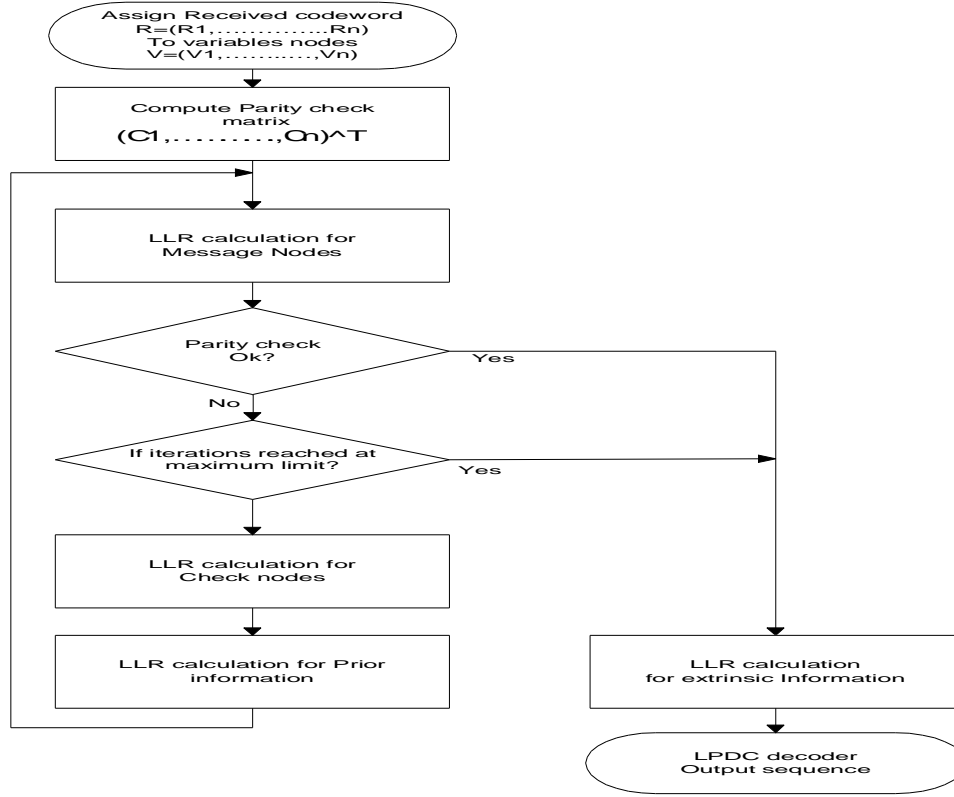 Assign Received codeword
R=(R1,..............Rn)
To variables nodes
V=(V1,............,Vn)
Compute Parity check
matrix
(C1,..........,Cn)^T
LLR calculation for
Message Nodes
Parity check
Ok?
Yes
No
If iterations reached at
maximum limit?
Yes
LLR calculation for
Check nodes
LLR calculation for Prior
information
LLR calculation
for extrinsic Information
LPDC decoder
Output sequence